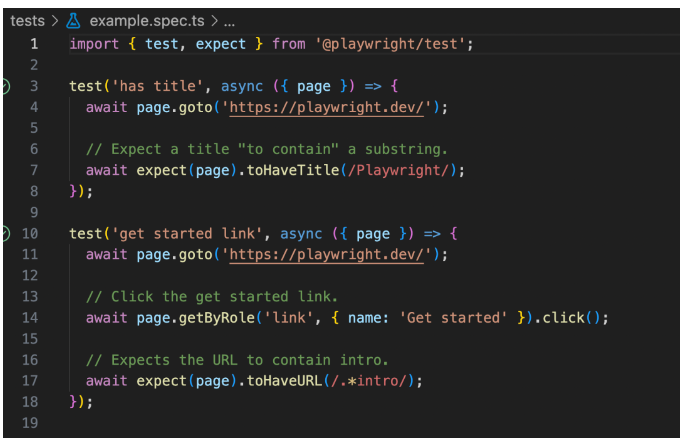 tests > example.spec.ts > ...
1 import { test, expect } from '@playwright/test';
2
3 test('has title', async ({ page }) => {
4   await page.goto('https://playwright.dev/');
5
6   // Expect a title "to contain" a substring.
7   await expect(page).toHaveTitle(/Playwright/);
8 });
9
10 test('get started link', async ({ page }) => {
11   await page.goto('https://playwright.dev/');
12
13   // Click the get started link.
14   await page.getByRole('link', { name: 'Get started' }).click();
15
16   // Expects the URL to contain intro.
17   await expect(page).toHaveURL(/.*intro/);
18 });
19